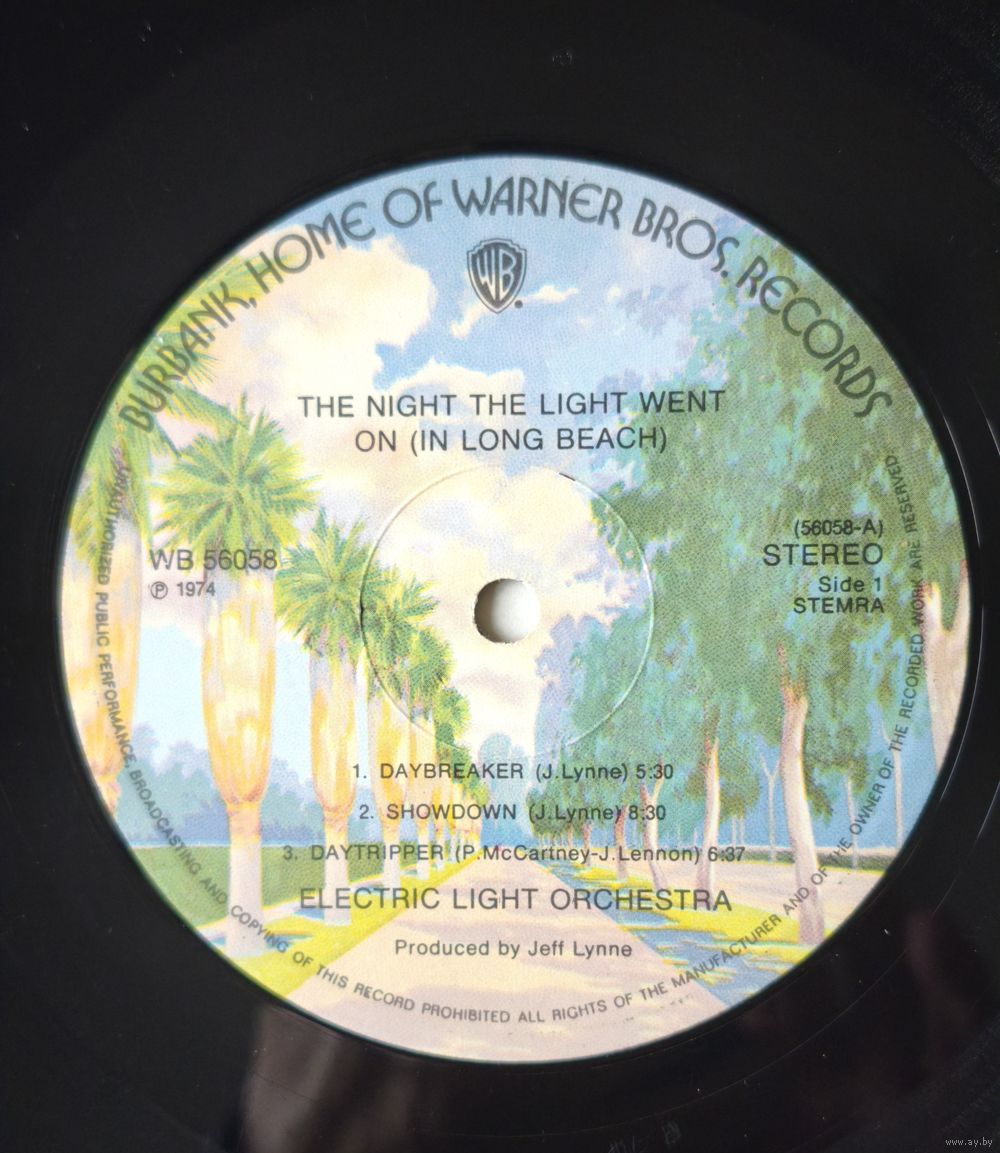 BURBANK, HOME OF WARNER BROS. RECORDS
WB
THE NIGHT THE LIGHT WENT
ON (IN LONG BEACH)
WB 56058
℗ 1974
(56058-A)
STEREO
Side 1
STEMRA
1. DAYBREAKER (J.Lynne) 5:30
2. SHOWDOWN (J.Lynne) 8:30
3. DAYTRIPPER (P.McCartney-J.Lennon) 6:37
ELECTRIC LIGHT ORCHESTRA
Produced by Jeff Lynne
UNAUTHORIZED PUBLIC PERFORMANCE, BROADCASTING AND COPYING OF THIS RECORD PROHIBITED ALL RIGHTS OF THE MANUFACTURER AND OF THE OWNER OF THE RECORDED WORK ARE RESERVED
www.ay.by